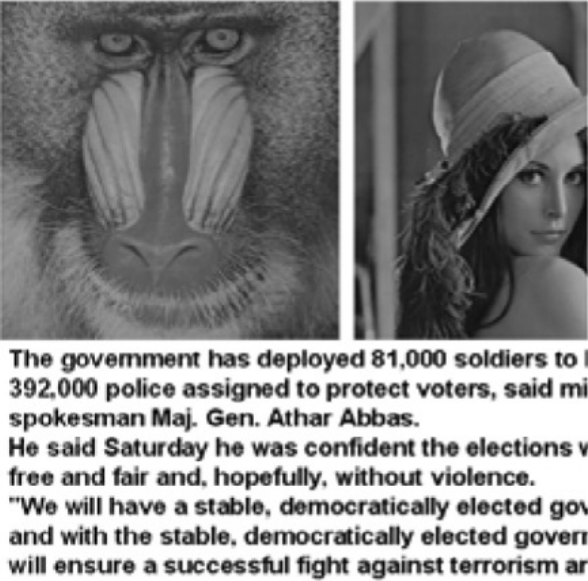 The government has deployed 81,000 soldiers to
392,000 police assigned to protect voters, said mi
spokesman Maj. Gen. Athar Abbas.
He said Saturday he was confident the elections w
free and fair and, hopefully, without violence.
"We will have a stable, democratically elected gov
and with the stable, democratically elected govern
will ensure a successful fight against terrorism a